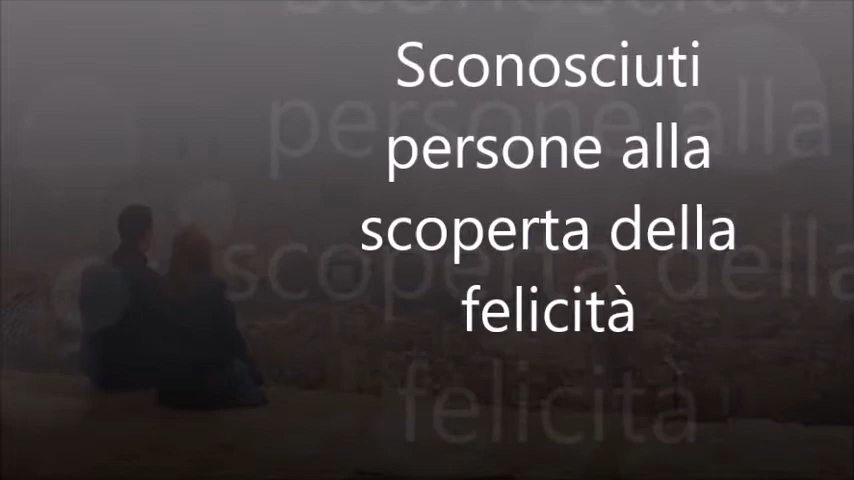 Sconosciuti
persone alla
scoperta della
felicità